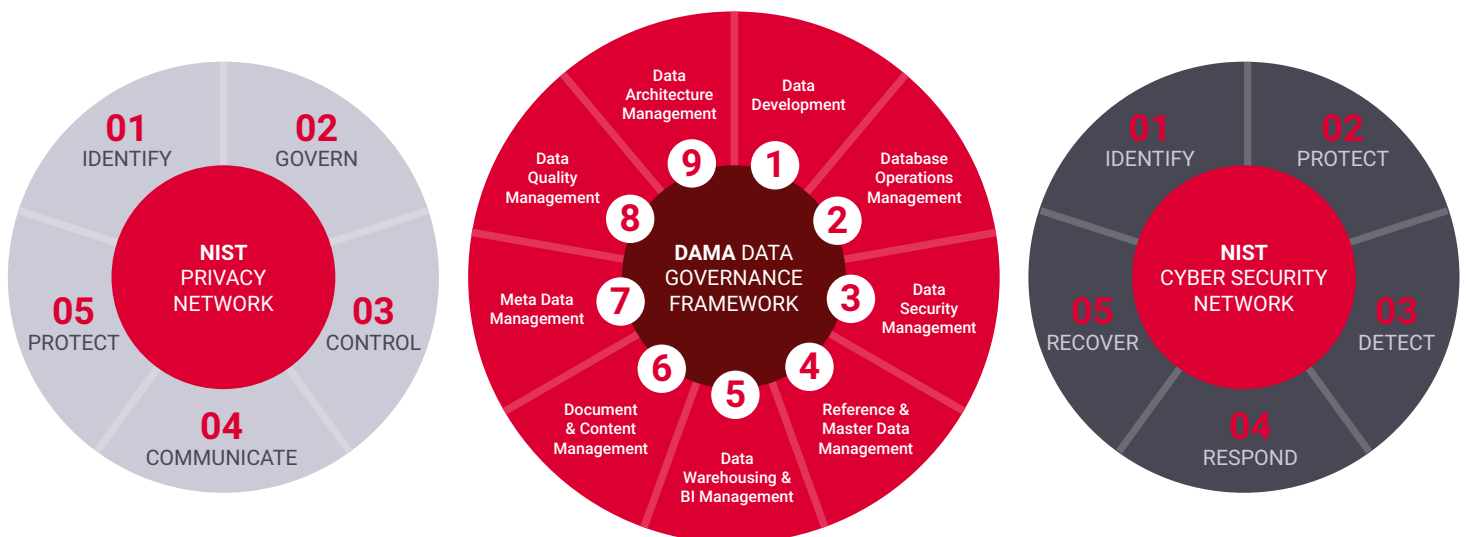 01
IDENTIFY
02
GOVERN
03
CONTROL
04
COMMUNICATE
05
PROTECT
NIST
PRIVACY
NETWORK
1
Data
Development
2
Database
Operations
Management
3
Data
Security
Management
4
Reference &
Master Data
Management
5
Data
Warehousing &
BI Management
6
Document
& Content
Management
7
Meta Data
Management
8
Data
Quality
Management
9
Data
Architecture
Management
DAMA DATA
GOVERNANCE
FRAMEWORK
01
IDENTIFY
02
PROTECT
03
DETECT
04
RESPOND
05
RECOVER
NIST
CYBER SECURITY
NETWORK